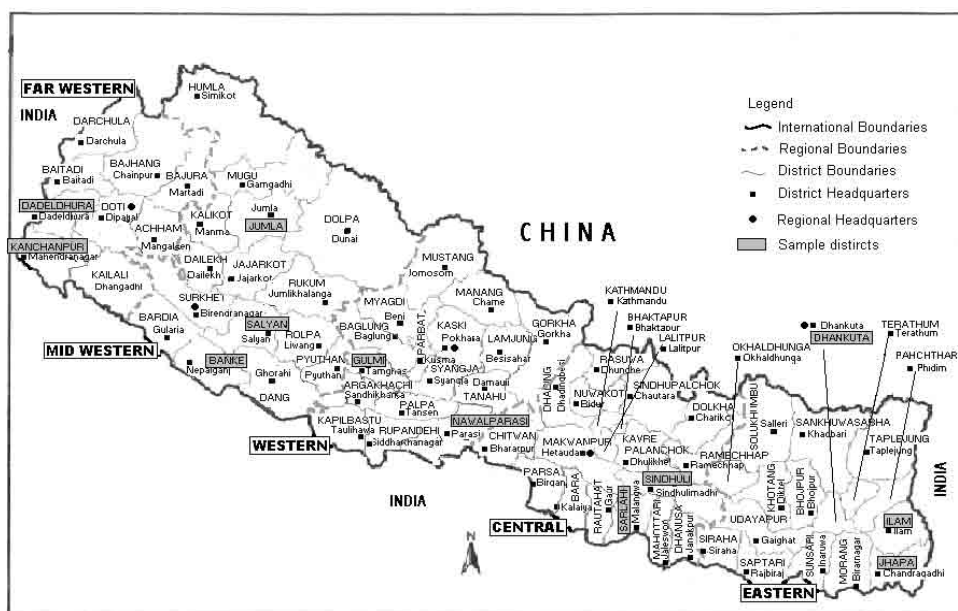 FAR WESTERN
INDIA
HUMLA
Simikot
DARCHULA
Darchula
BAITADI
Baitadi
BAJHANG
Chainpur
BAJURA
Martadi
MUGU
Gamgadhi
DADELDHURA
Dadeldhura
DOTI
Dipayal
KALIKOT
Manma
Jumla
JUMLA
DOLPA
Dunai
ACHHAM
Mangalsen
KANCHANPUR
Mahendranagar
KAILALI
Dhangadhi
DAILEKH
Dailekh
JAJARKOT
Jajarkot
RUKUM
Jumlikhalanga
SURKHET
Birendranagar
BARDIA
Gularia
SALYAN
Salyan
ROLPA
Liwang
MID WESTERN
BANKE
Nepalganj
Ghorahi
DANG
PYUTHAN
Pyuthan
MYAGDI
Beni
BAGLUNG
Baglung
PARBAT
Kusma
GULMI
Tamghas
ARGAKHACHI
Sandhikharka
MUSTANG
Jomosom
MANANG
Chame
KASKI
Pokhara
LAMJUNG
Besisahar
GORKHA
Gorkha
SYANGJA
Syangja
Damauli
TANAHU
PALPA
Tansen
KAPILBASTU
Taulihawa
RUPANDEHI
Siddharthanagar
NAWALPARASI
Parasi
WESTERN
CHITWAN
Bhararpur
CHINA
Legend
International Boundaries
Regional Boundaries
District Boundaries
District Headquarters
Regional Headquarters
Sample distircts
KATHMANDU
Kathmandu
BHAKTAPUR
Bhaktapur
LALITPUR
Lalitpur
RASUWA
Dhunche
DHADING
Dhadingbesi
NUWAKOT
Bidur
SINDHUPALCHOK
Chautara
DOLKHA
Charikot
MAKWANPUR
Hetauda
KAVRE
PALANCHOK
Dhulikhel
RAMECHHAP
Ramechhap
PARSA
Birganj
BARA
Kalaiya
RAUTAHAT
Gaur
SARLAHI
Malangwa
SINDHULI
Sindhulimadhi
MAHOTTARI
Jaleswor
DHANUSA
Janakpur
CENTRAL
INDIA
N
OKHALDHUNGA
Okhaldhunga
Dhankuta
DHANKUTA
TERATHUM
Terathum
PAHCHTHAR
Phidim
SOLUKHUMBU
Salleri
SANKHUWASABHA
Khadbari
TAPLEJUNG
Taplejung
KHOTANG
Diktel
BHOJPUR
Bhojpur
UDAYAPUR
Gaighat
SIRAHA
Siraha
SAPTARI
Rajbiraj
SUNSARI
Inaruwa
MORANG
Biratnagar
ILAM
Ilam
JHAPA
Chandragadhi
EASTERN
INDIA